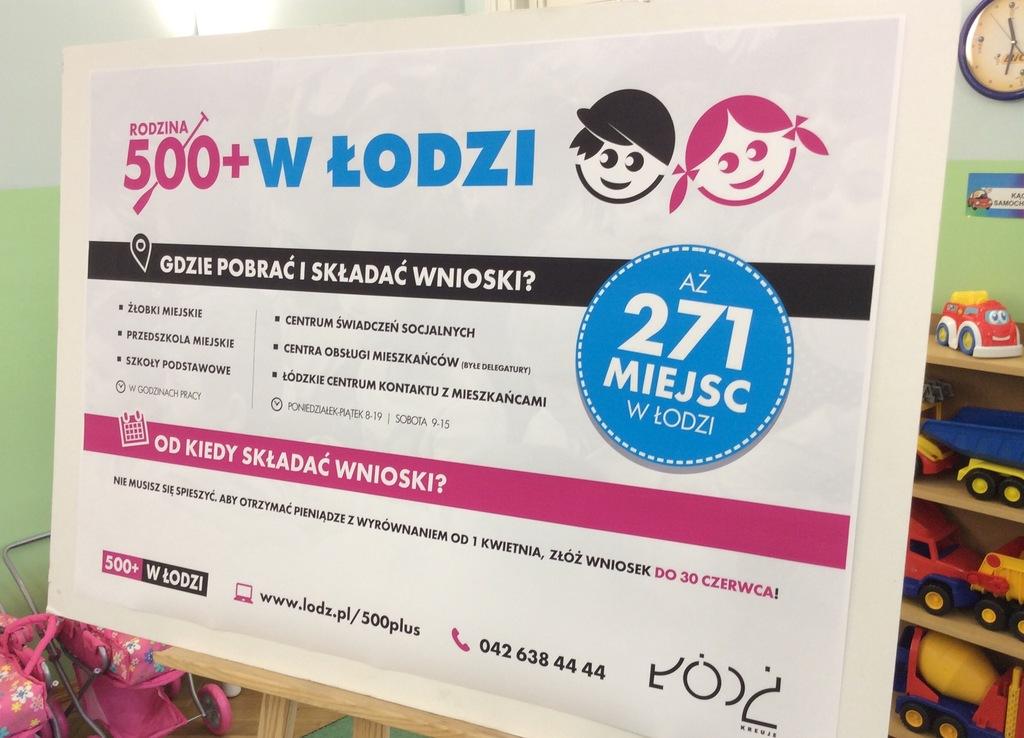 RODZINA
500+ W ŁODZI
GDZIE POBRAĆ I SKŁADAĆ WNIOSKI?
▪ ŻŁOBKI MIEJSKIE
▪ PRZEDSZKOLA MIEJSKIE
▪ SZKOŁY PODSTAWOWE
W GODZINACH PRACY
▪ CENTRUM ŚWIADCZEŃ SOCJALNYCH
▪ CENTRA OBSŁUGI MIESZKAŃCÓW (BYŁE DELEGATURY)
▪ ŁÓDZKIE CENTRUM KONTAKTU Z MIESZKAŃCAMI
PONIEDZIAŁEK-PIĄTEK 8-19 | SOBOTA 9-15
AŻ
271
MIEJSC
W ŁODZI
OD KIEDY SKŁADAĆ WNIOSKI?
NIE MUSISZ SIĘ SPIESZYĆ. ABY OTRZYMAĆ PIENIĄDZE Z WYRÓWNANIEM OD 1 KWIETNIA, ZŁÓŻ WNIOSEK DO 30 CZERWCA!
500+ W ŁODZI
www.lodz.pl/500plus
042 638 44 44
ŁÓDŹ
KREUJE